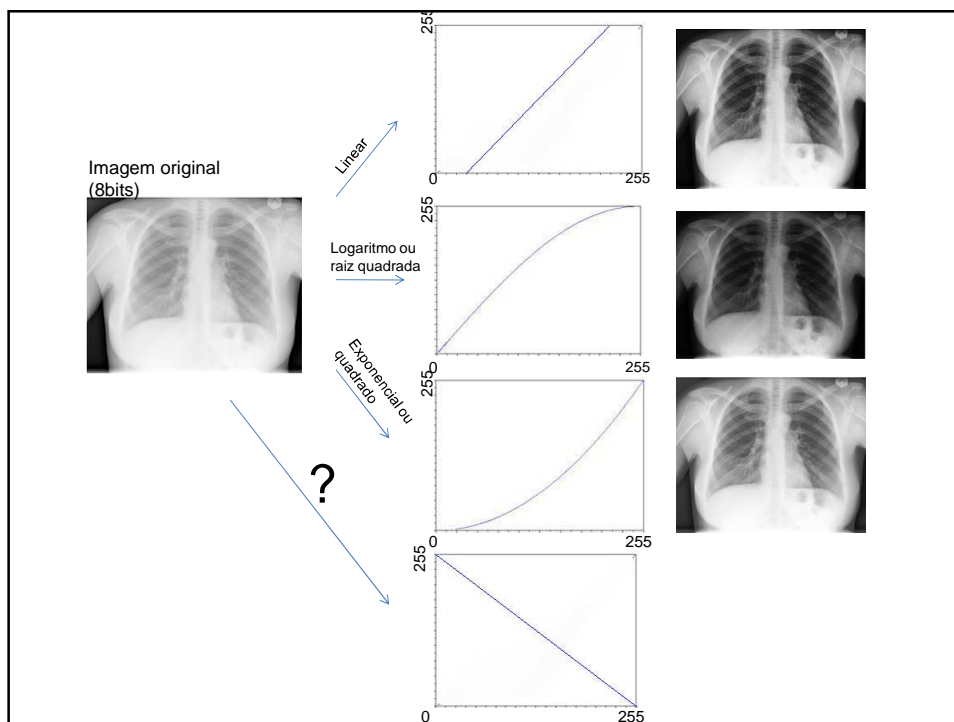 Imagem original
(8bits)
Linear
Logaritmo ou
raiz quadrada
Exponencial ou
quadrado
?
255
0
255
255
0
255
255
0
255
255
0
255